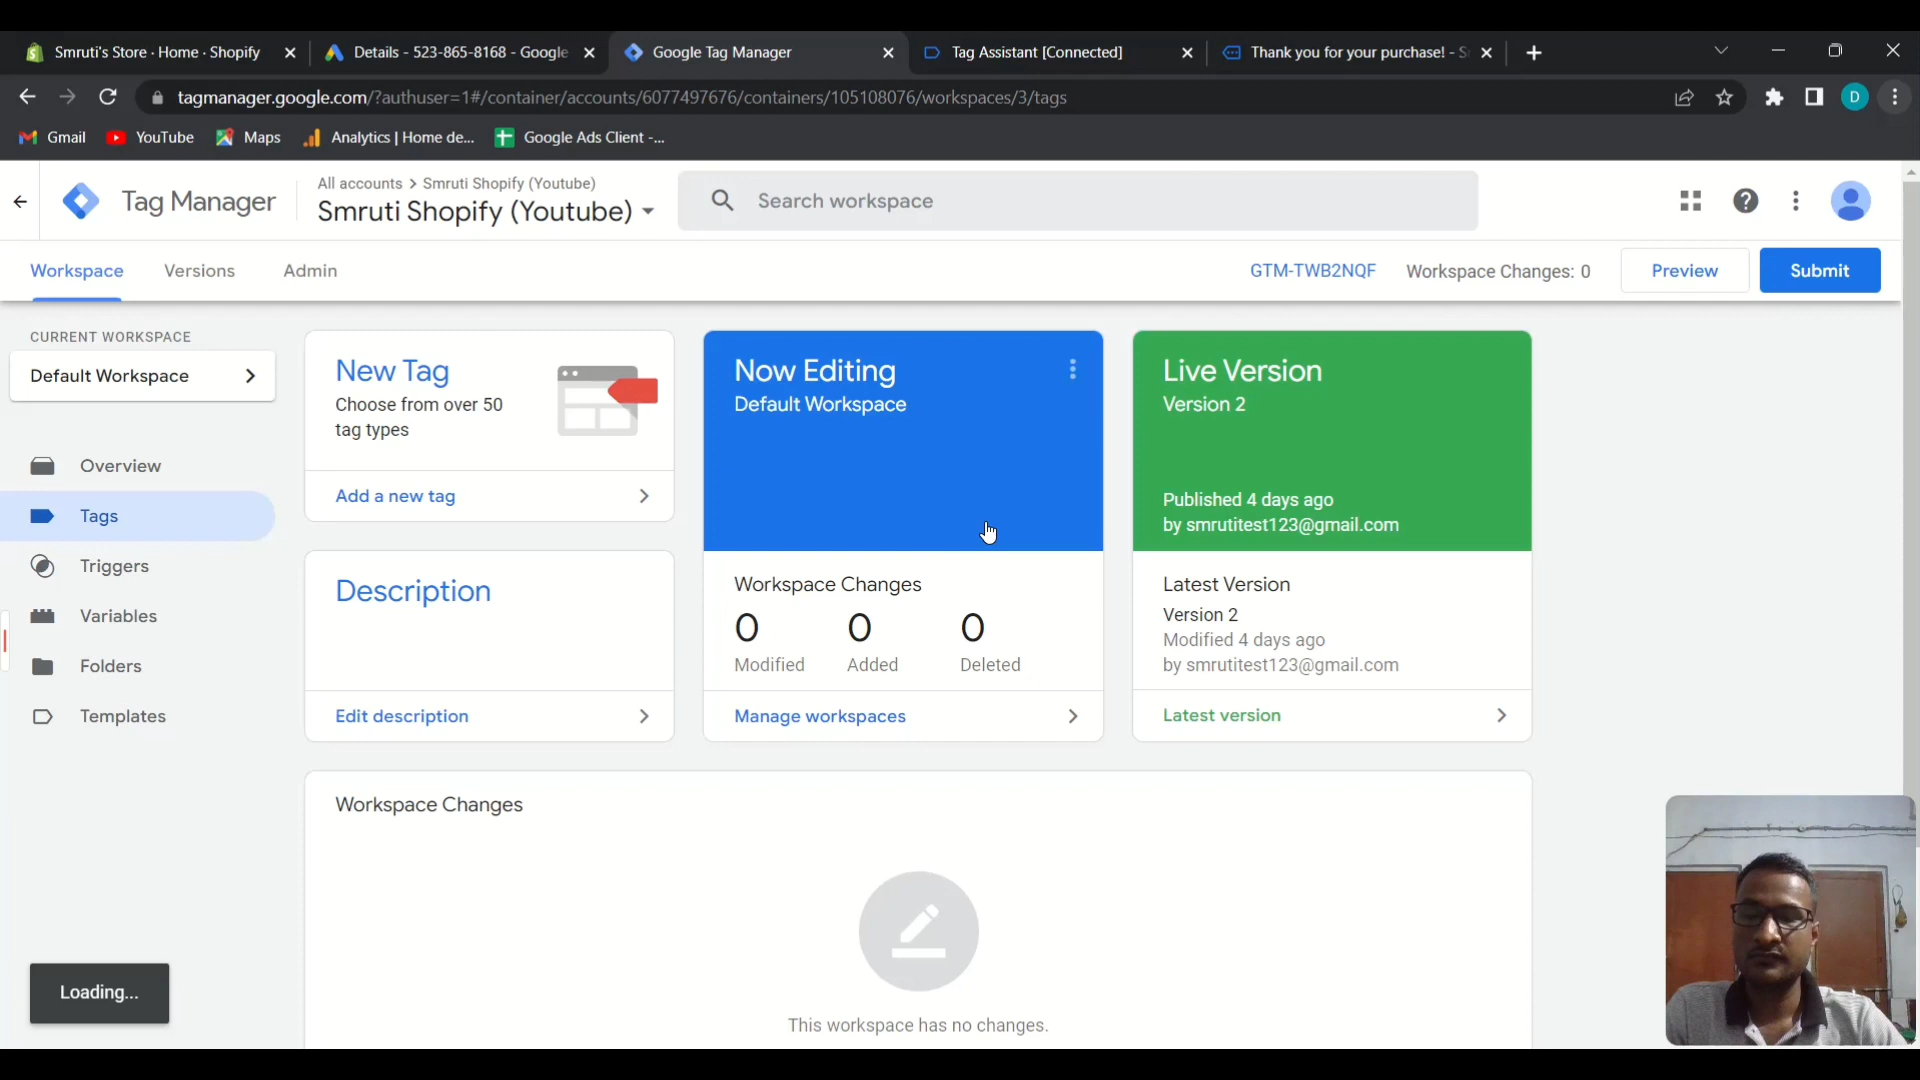 Smruti's Store · Home · Shopify
Details - 523-865-8168 - Google
Google Tag Manager
Tag Assistant [Connected]
Thank you for your purchase! - S
tagmanager.google.com/?authuser=1#/container/accounts/6077497676/containers/105108076/workspaces/3/tags
D
Gmail
YouTube
Maps
Analytics | Home de...
Google Ads Client -...
Tag Manager
All accounts > Smruti Shopify (Youtube)
Smruti Shopify (Youtube)
Search workspace
Workspace
Versions
Admin
GTM-TWB2NQF
Workspace Changes: 0
Preview
Submit
CURRENT WORKSPACE
Default Workspace
Overview
Tags
Triggers
Variables
Folders
Templates
New Tag
Choose from over 50
tag types
Add a new tag
Description
Edit description
Now Editing
Default Workspace
Workspace Changes
0 0 0
Modified Added Deleted
Manage workspaces
Live Version
Version 2
Published 4 days ago
by smrutitest123@gmail.com
Latest Version
Version 2
Modified 4 days ago
by smrutitest123@gmail.com
Latest version
Workspace Changes
This workspace has no changes.
Loading...